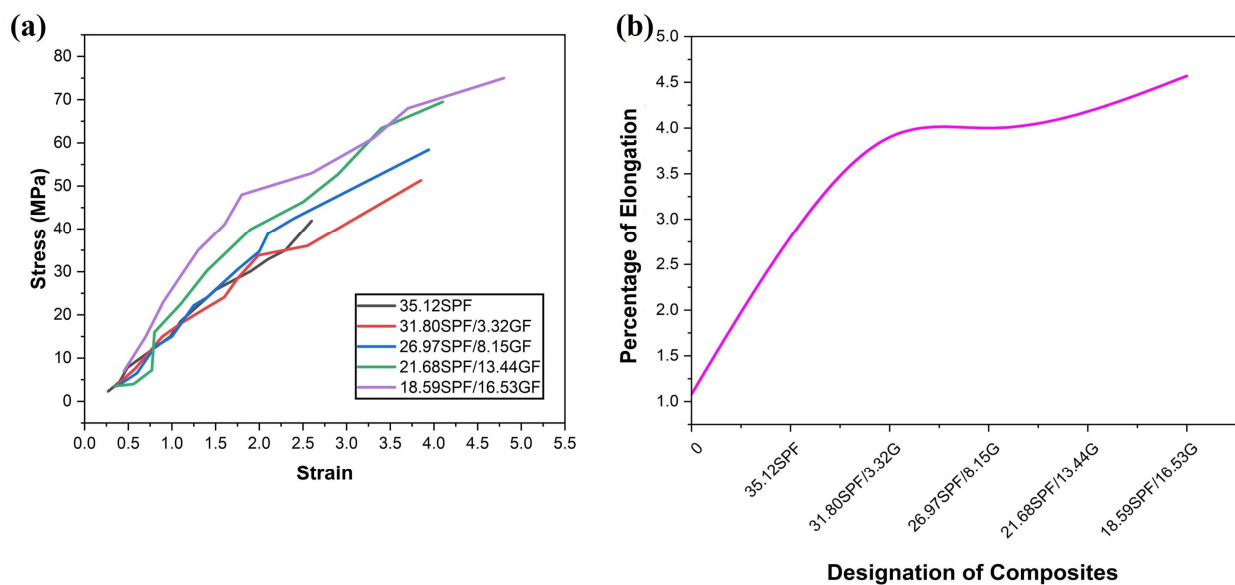 (a)
Stress (MPa)
80
70
60
50
40
30
20
10
0
0.0 0.5 1.0 1.5 2.0 2.5 3.0 3.5 4.0 4.5 5.0 5.5
Strain
35.12SPF
31.80SPF/3.32GF
26.97SPF/8.15GF
21.68SPF/13.44GF
18.59SPF/16.53GF
(b)
Percentage of Elongation
5.0
4.5
4.0
3.5
3.0
2.5
2.0
1.5
1.0
0
35.12SPF
31.80SPF/3.32G
26.97SPF/8.15G
21.68SPF/13.44G
18.59SPF/16.53G
Designation of Composites